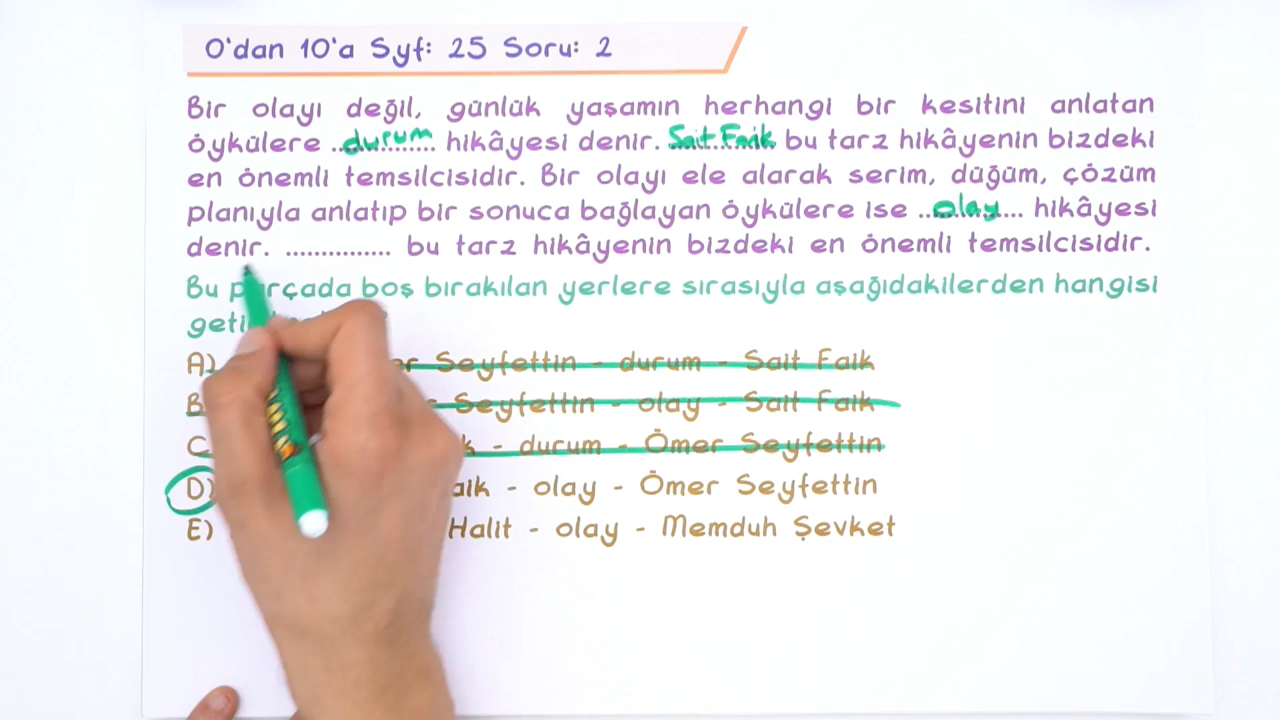 0'dan 10'a Syf: 25 Soru: 2
Bir olayı değil, günlük yaşamın herhangi bir kesitini anlatan
öykülere ...durum... hikâyesi denir. Sait Faik bu tarz hikâyenin bizdeki
en önemli temsilcisidir. Bir olayı ele alarak serim, düğüm, çözüm
planıyla anlatıp bir sonuca bağlayan öykülere ise ...olay... hikâyesi
denir. ............... bu tarz hikâyenin bizdeki en önemli temsilcisidir.
Bu parçada boş bırakılan yerlere sırasıyla aşağıdakilerden hangisi
A) Seyfettin - durum - Sait Faik
B Seyfettin - olay - Sait Faik
C - durum - Ömer Seyfettin
D) - olay - Ömer Seyfettin
E) Halit - olay - Memduh Şevket